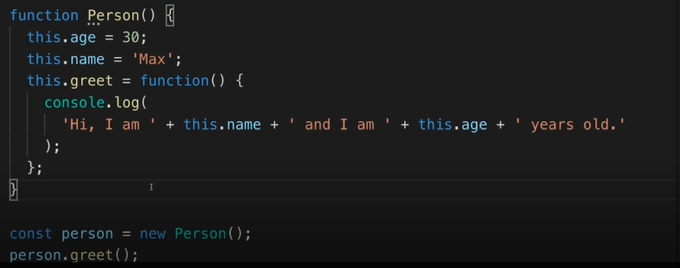 function Person() {
  this.age = 30;
  this.name = 'Max';
  this.greet = function() {
    console.log(
      'Hi, I am ' + this.name + ' and I am ' + this.age + ' years old.'
    );
  };
}
const person = new Person();
person.greet();